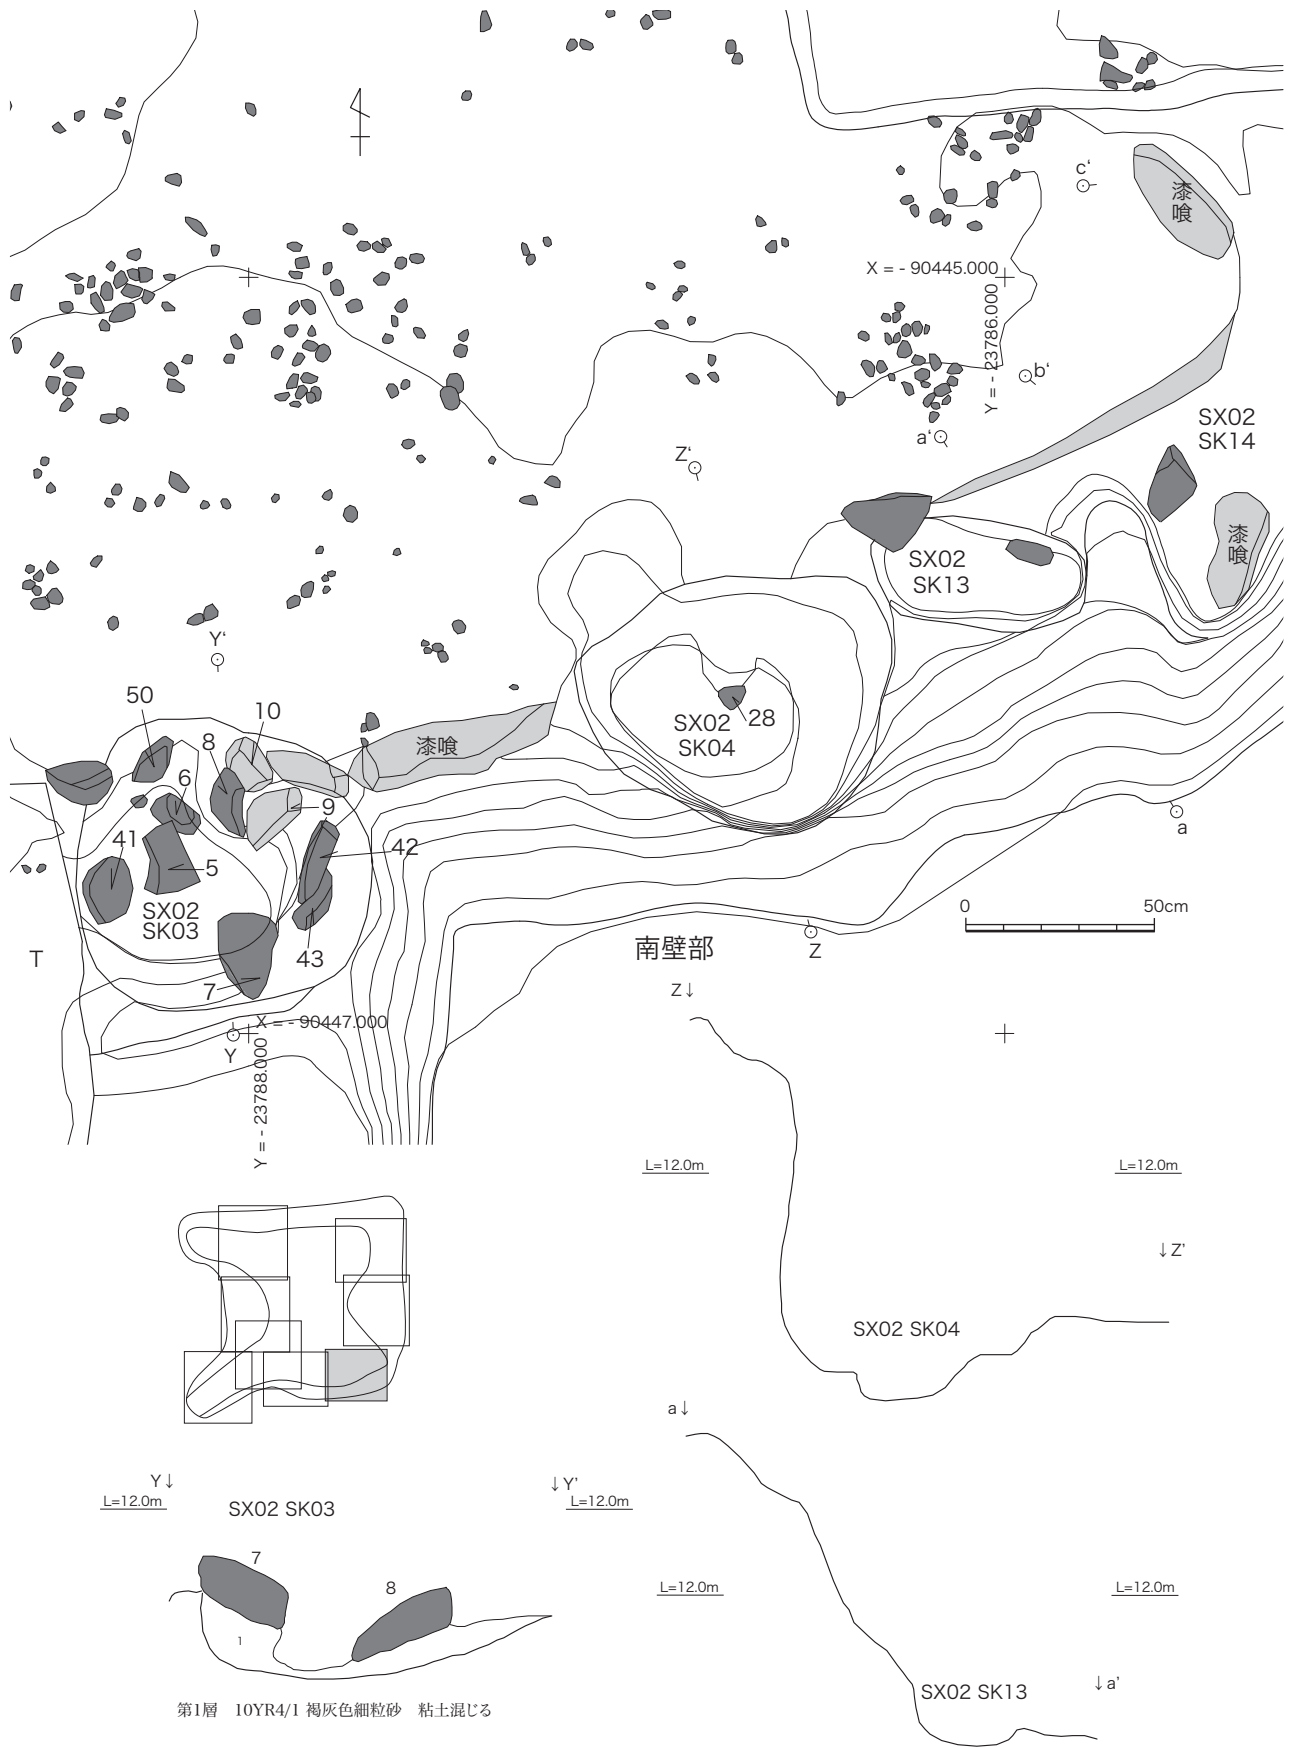 c‘
漆喰
X = - 90445.000
Y = - 23786.000
b‘
a‘
SX02
SK14
Z‘
漆喰
SX02
SK13
Y‘
50
10
8
漆喰
SX02
SK04
28
6
9
41
42
5
SX02
SK03
a
0 50cm
T
43
7
南壁部
Z
Z↓
X = - 90447.000
Y
Y = - 23788.000
L=12.0m
L=12.0m
↓Z’
SX02 SK04
a↓
Y↓
L=12.0m
SX02 SK03
↓Y’
L=12.0m
7
8
1
L=12.0m
L=12.0m
SX02 SK13
↓a’
第1層　10YR4/1 褐灰色細粒砂　粘土混じる